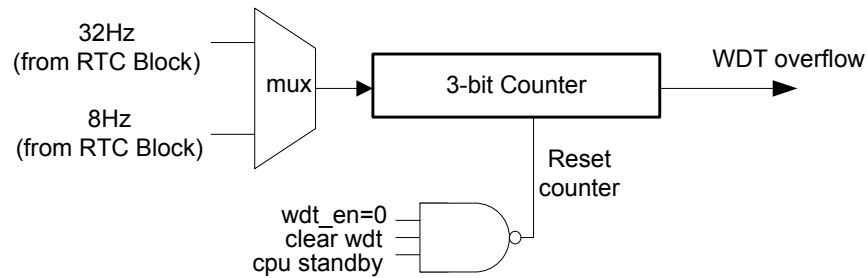 32Hz
(from RTC Block)
8Hz
(from RTC Block)
mux
3-bit Counter
WDT overflow
Reset
counter
wdt_en=0
clear wdt
cpu standby